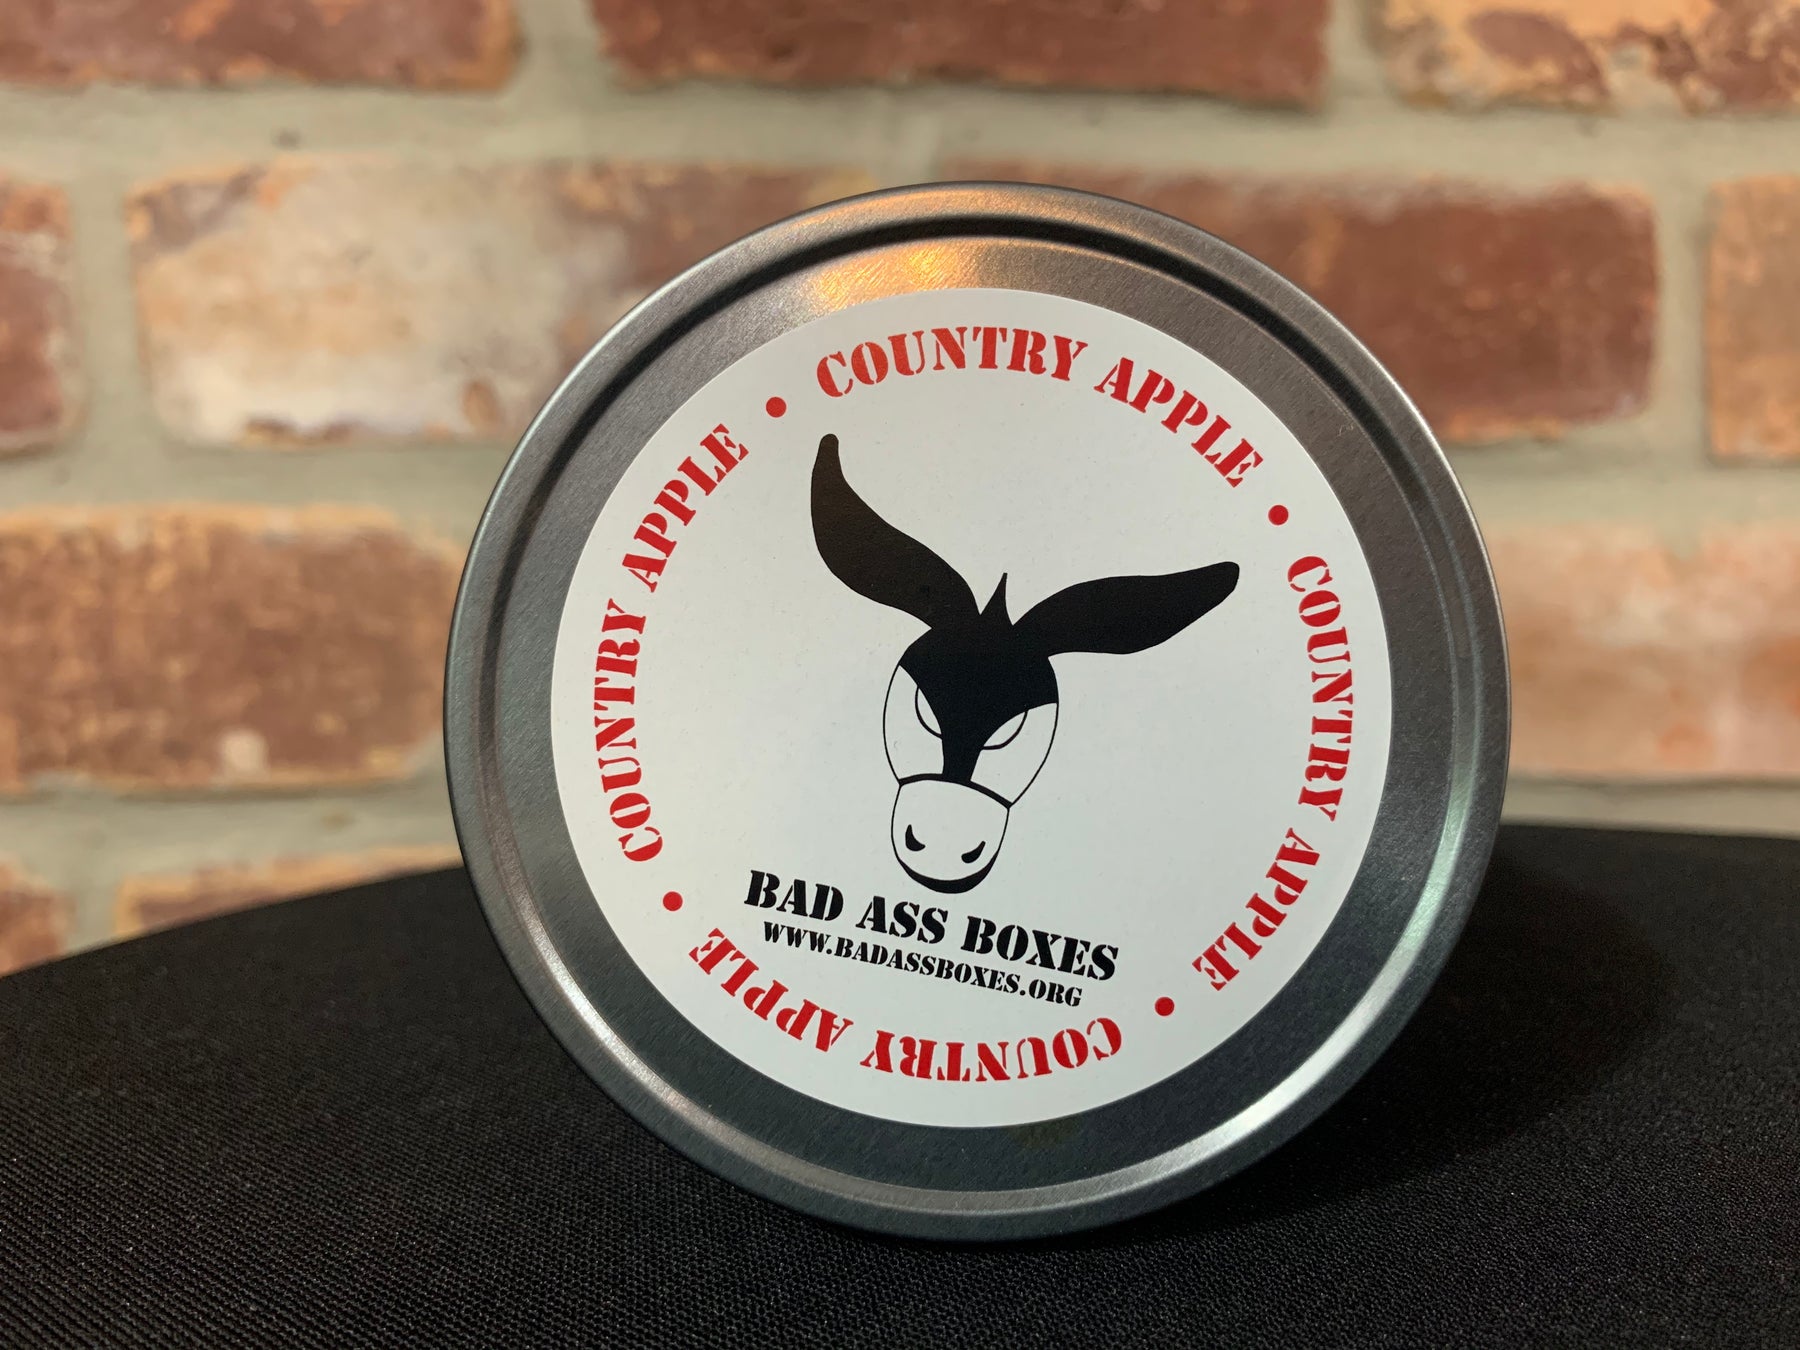 COUNTRY APPLE • COUNTRY APPLE • COUNTRY APPLE • COUNTRY APPLE •
BAD ASS BOXES
WWW.BADASSBOXES.ORG